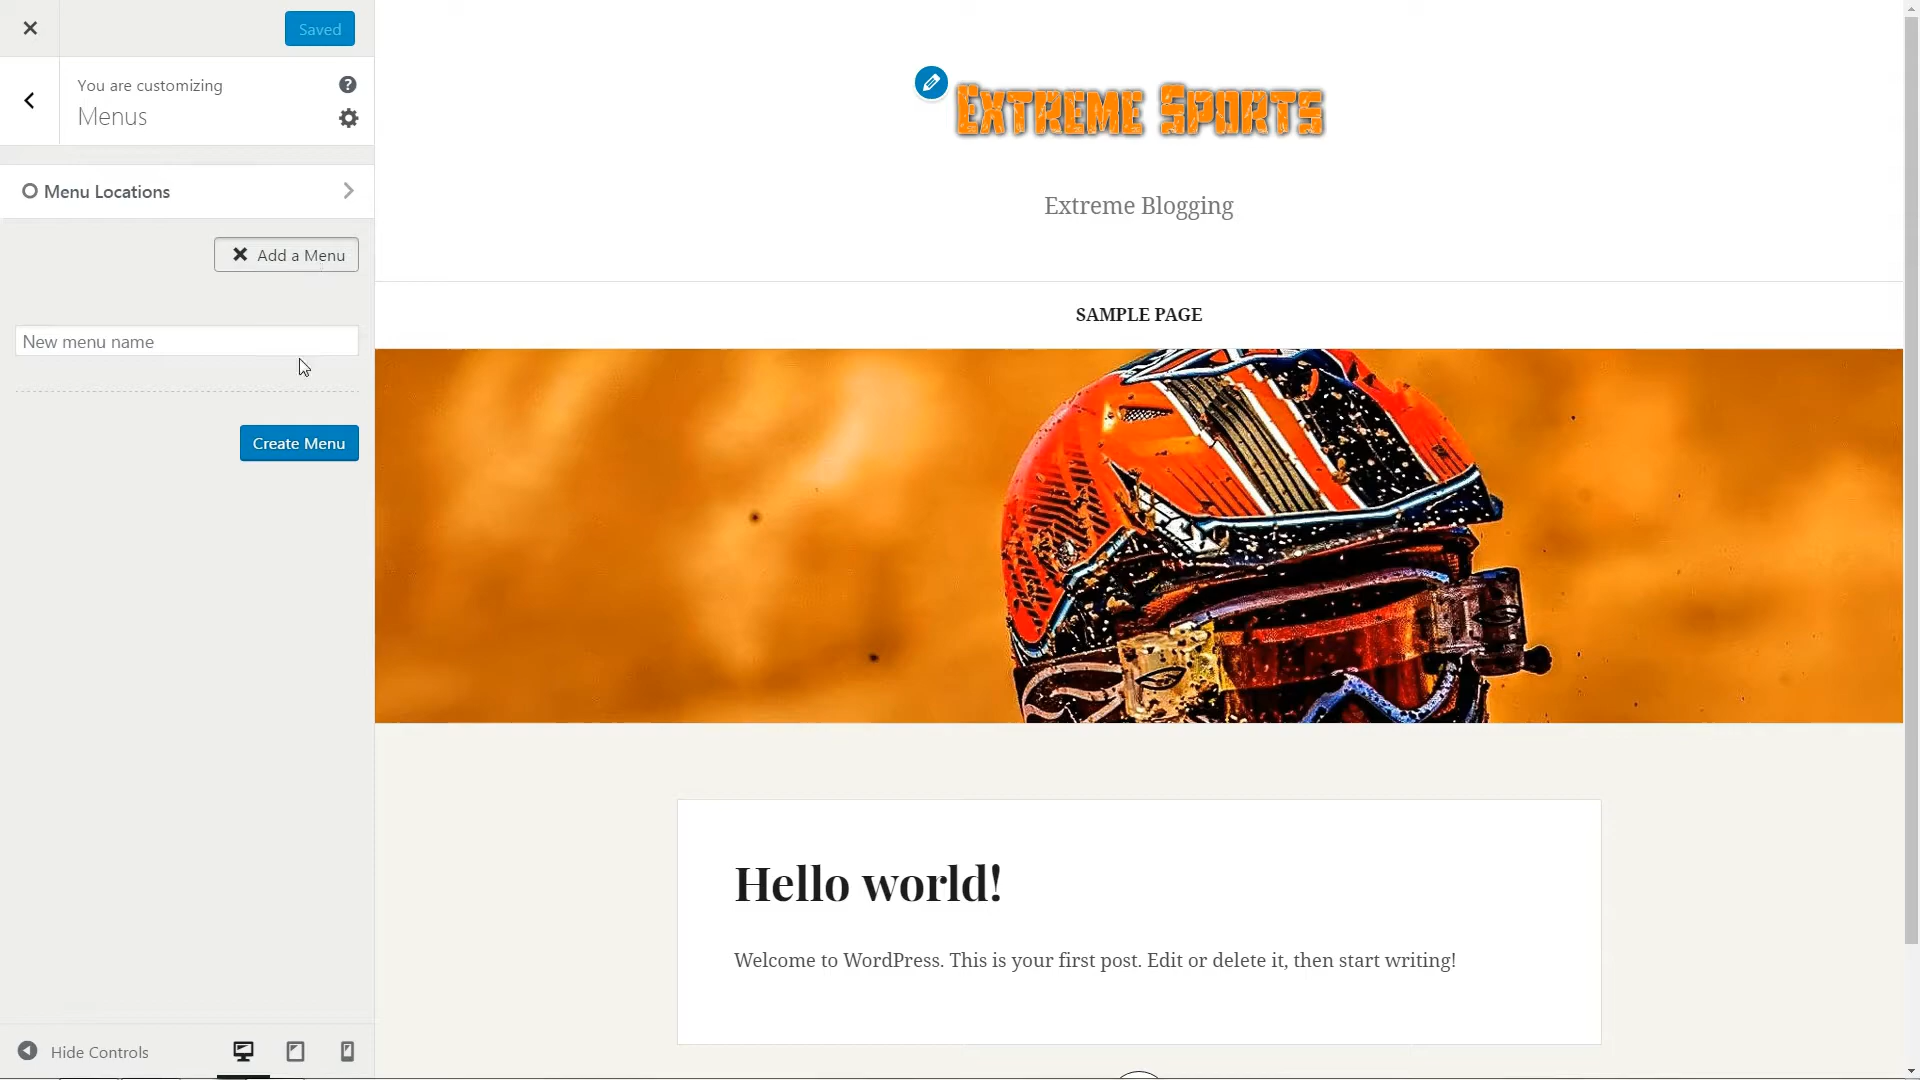 Saved
You are customizing
Menus
Menu Locations
Add a Menu
New menu name
Create Menu
Hide Controls
Extreme Sports
Extreme Blogging
SAMPLE PAGE
Hello world!
Welcome to WordPress. This is your first post. Edit or delete it, then start writing!